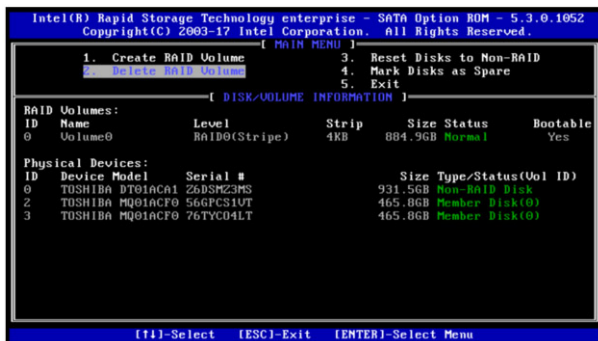 Intel(R) Rapid Storage Technology enterprise - SATA Option ROM - 5.3.0.1052
Copyright(C) 2003-17 Intel Corporation. All Rights Reserved.
[ MAIN MENU ]
1. Create RAID Volume 3. Reset Disks to Non-RAID
2. Delete RAID Volume 4. Mark Disks as Spare
5. Exit
[ DISK/VOLUME INFORMATION ]
RAID Volumes:
ID Name Level Strip Size Status Bootable
0 Volume0 RAID0(Stripe) 4KB 884.9GB Normal Yes
Physical Devices:
ID Device Model Serial # Size Type/Status(Vol ID)
0 TOSHIBA DT01ACA1 Z6DSMZ3MS 931.5GB Non-RAID Disk
2 TOSHIBA MQ01ACF0 56GPCS1VT 465.8GB Member Disk(0)
3 TOSHIBA MQ01ACF0 76TYCO4LT 465.8GB Member Disk(0)
[↑↓]-Select [ESC]-Exit [ENTER]-Select Menu